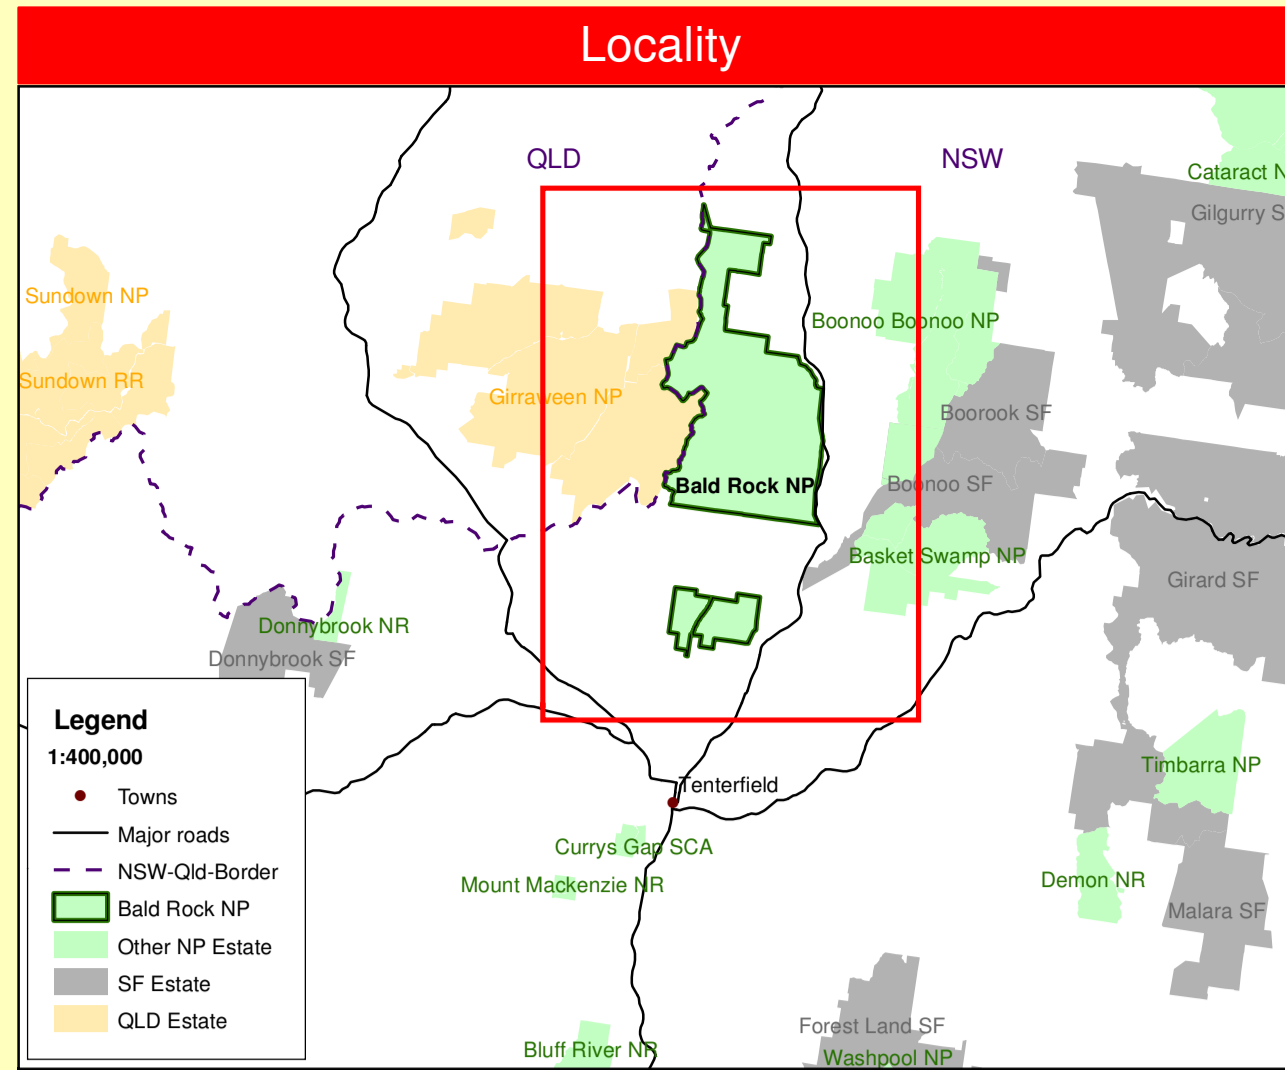 Locality
QLD
NSW
Cataract N
Gilgurry S
Sundown NP
Boonoo Boonoo NP
Sundown RR
Girraween NP
Boorook SF
Bald Rock NP
Boonoo SF
Basket Swamp NP
Girard SF
Donnybrook NR
Donnybrook SF
Legend
1:400,000
Towns
Major roads
NSW-Qld-Border
Bald Rock NP
Other NP Estate
SF Estate
QLD Estate
Timbarra NP
Tenterfield
Currys Gap SCA
Mount Mackenzie NR
Demon NR
Malara SF
Forest Land SF
Bluff River NR
Washpool NP